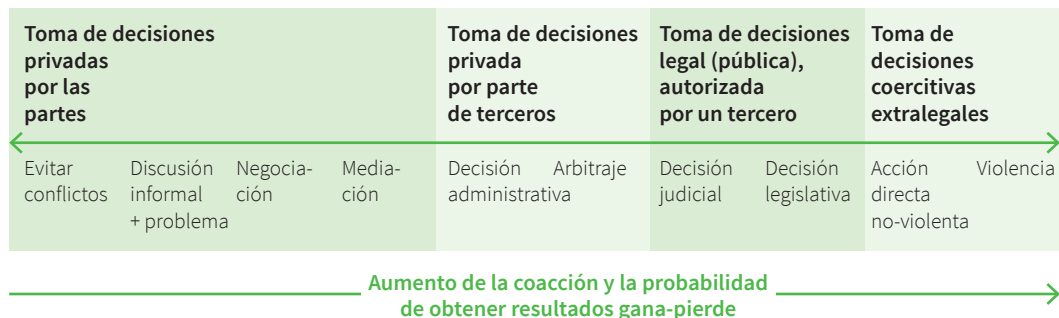 Toma de decisiones
privadas
por las
partes
Toma de decisiones
privada
por parte
de terceros
Toma de decisiones
legal (pública),
autorizada
por un tercero
Toma de
decisiones
coercitivas
extralegales
Evitar
conflictos
Discusión
informal
+ problema
Negocia-
ción
Media-
ción
Decisión
administrativa
Arbitraje
Decisión
judicial
Decisión
legislativa
Acción
directa
no-violenta
Violencia
Aumento de la coacción y la probabilidad
de obtener resultados gana-pierde